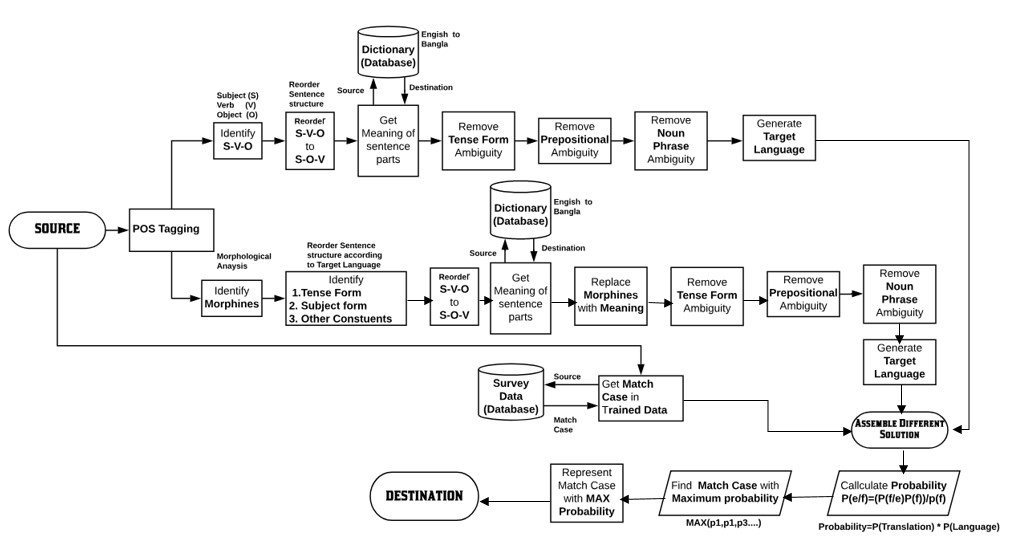 Engish to
Bangla
Dictionary
(Database)
Source
Destination
Subject (S)
Verb (V)
Object (O)
Identify
S-V-O
Reorder
Sentence
structure
Reorder
S-V-O
to
S-O-V
Get
Meaning of
sentence
parts
Remove
Tense Form
Ambiguity
Remove
Prepositional
Ambiguity
Remove
Noun
Phrase
Ambiguity
Generate
Target
Language
SOURCE
POS Tagging
Engish to
Bangla
Dictionary
(Database)
Source
Destination
Morphological
Anaysis
Identify
Morphines
Reorder Sentence
structure according
to Target Language
Identify
1.Tense Form
2. Subject form
3. Other Constuents
Reorder
S-V-O
to
S-O-V
Get
Meaning of
sentence
parts
Replace
Morphines
with Meaning
Remove
Tense Form
Ambiguity
Remove
Prepositional
Ambiguity
Remove
Noun
Phrase
Ambiguity
Generate
Target
Language
Survey
Data
(Database)
Source
Match
Case
Get Match
Case in
Trained Data
ASSEMBLE DIFFERENT
SOLUTION
Callculate Probability
P(e/f)=(P(f/e)P(f))/p(f)
Probability=P(Translation) * P(Language)
Find Match Case with
Maximum probability
MAX(p1,p1,p3....)
Represent
Match Case
with MAX
Probability
DESTINATION